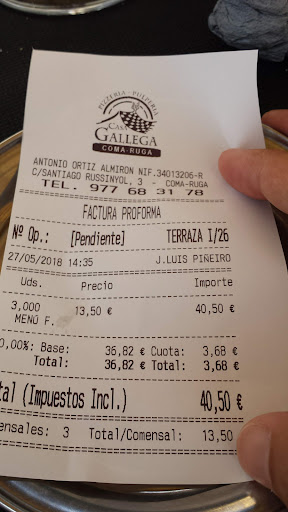 PIZZERIA · PULPERIA
CASA
GALLEGA
COMA-RUGA
ANTONIO ORTIZ ALMIRON NIF.34013206-R
C/SANTIAGO RUSSINYOL, 3 - COMA-RUGA
TEL. 977 68 31 78
FACTURA PROFORMA
Nº Op.: [Pendiente] TERRAZA 1/26
27/05/2018 14:35 J.LUIS PIÑEIRO
Uds. Precio Importe
3,000 13,50 € 40,50 €
MENÚ F.
0,00%: Base: 36,82 € Cuota: 3,68 €
Total: 36,82 € Total: 3,68 €
tal (Impuestos Incl.) 40,50 €
ensales: 3 Total/Comensal: 13,50